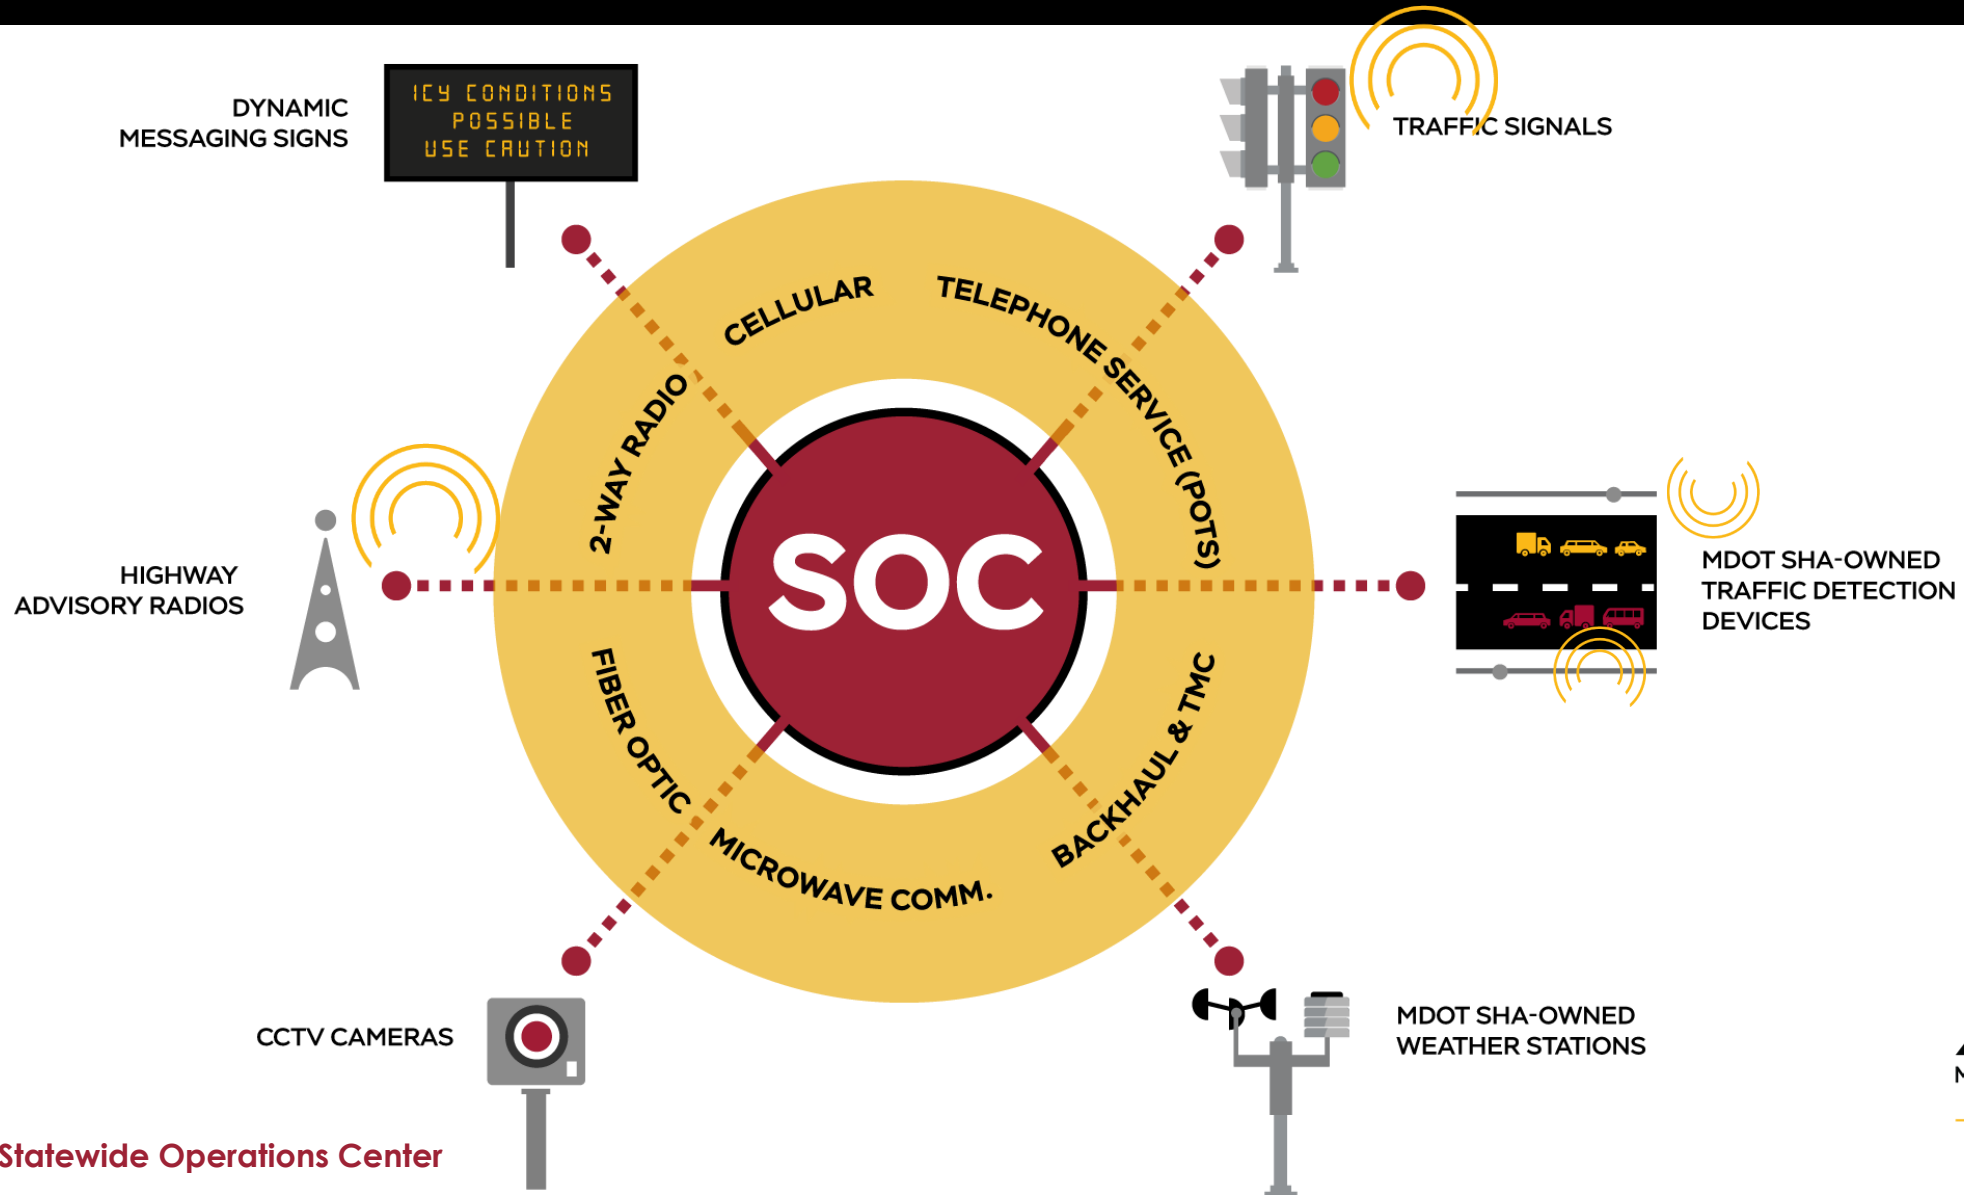 DYNAMIC
MESSAGING SIGNS
ICY CONDITIONS
POSSIBLE
USE CAUTION
TRAFFIC SIGNALS
CELLULAR
TELEPHONE SERVICE (POTS)
2-WAY RADIO
SOC
HIGHWAY
ADVISORY RADIOS
MDOT SHA-OWNED
TRAFFIC DETECTION
DEVICES
FIBER OPTIC
MICROWAVE COMM.
BACKHAUL & TMC
CCTV CAMERAS
MDOT SHA-OWNED
WEATHER STATIONS
Statewide Operations Center